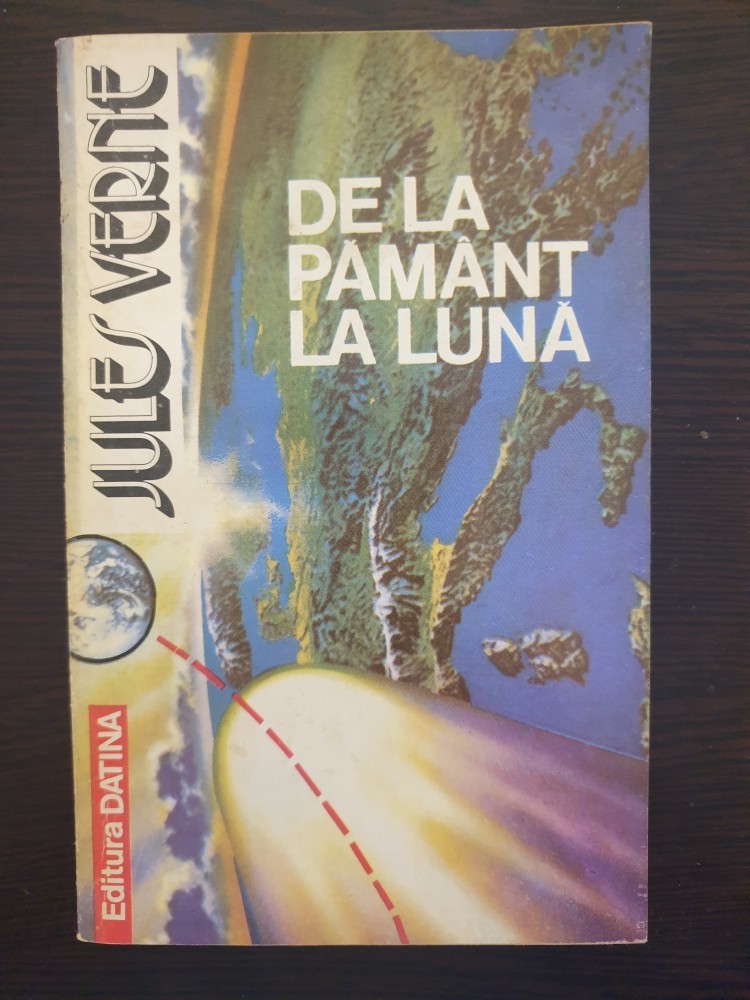 JULES VERNE
DE LA
PĂMÂNT
LA LUNĂ
Editura DATINA